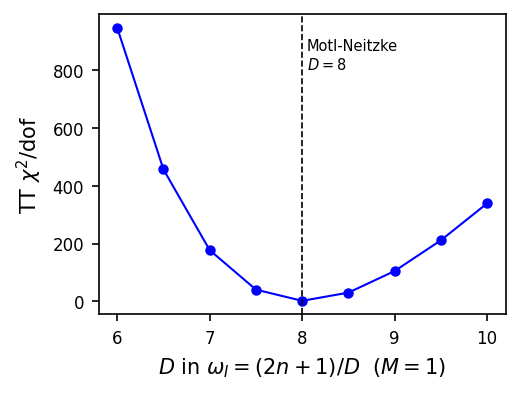 Motl-Neitzke
D = 8
TT χ²/dof
800
600
400
200
0
6 7 8 9 10
D in ω_I = (2n + 1)/D (M = 1)